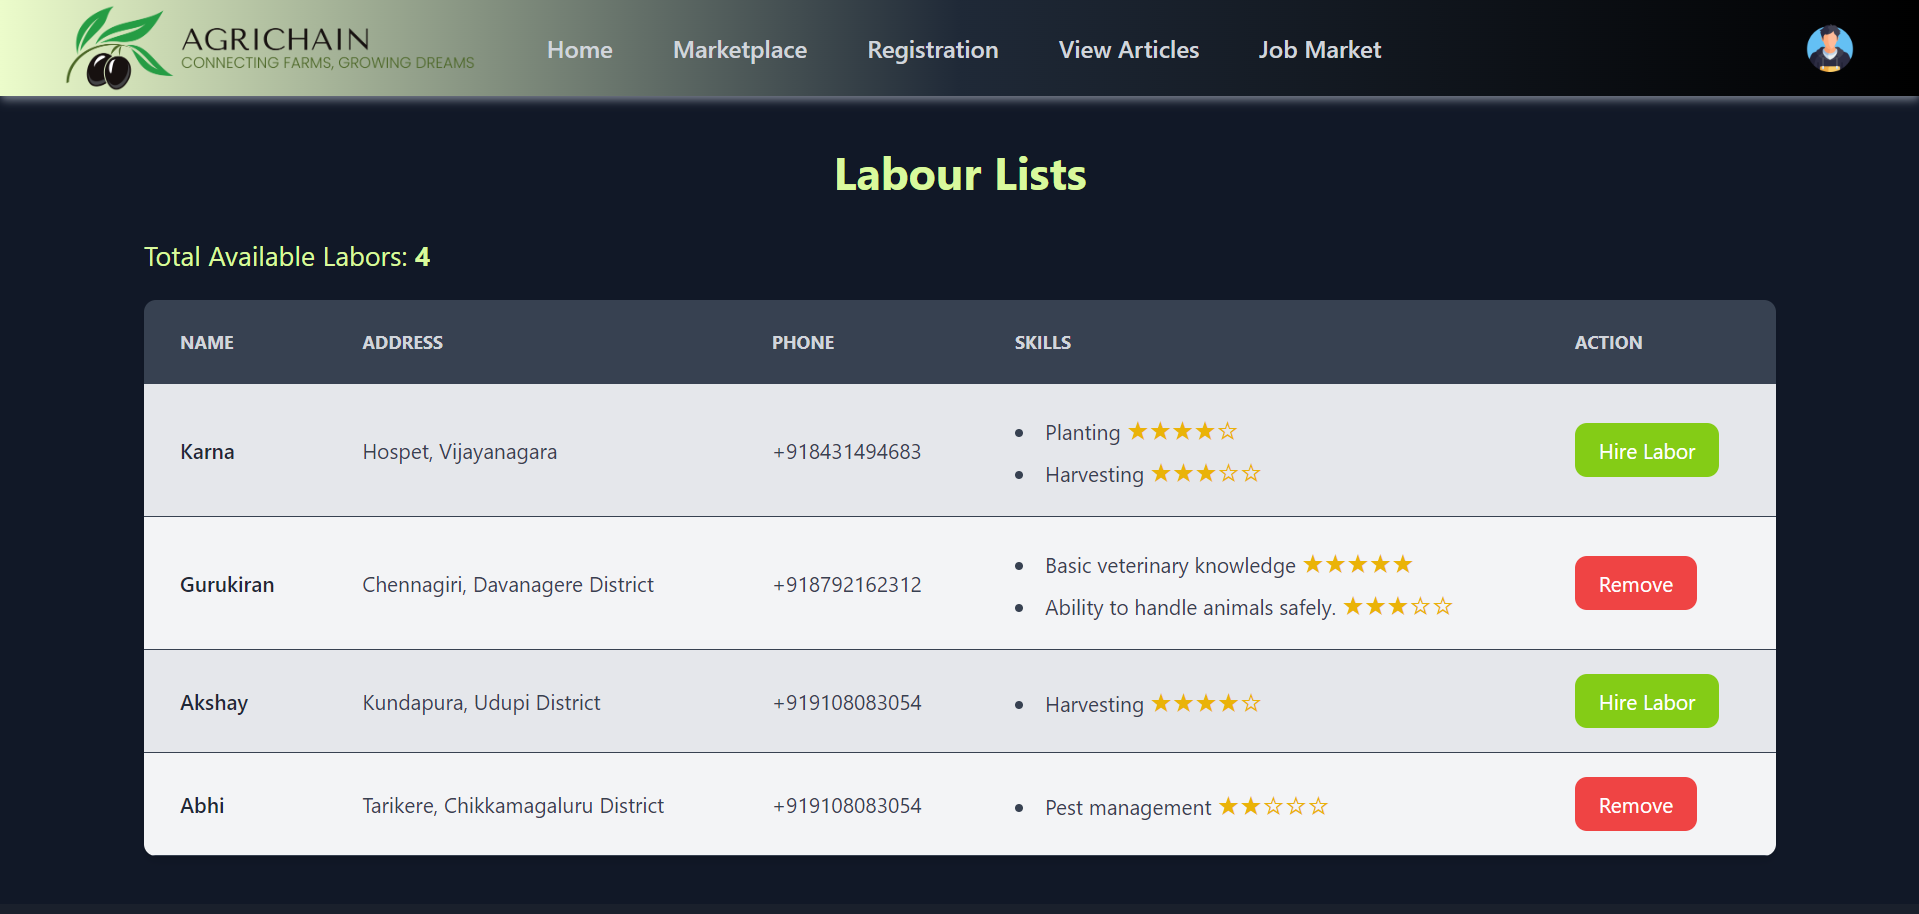 AGRICHAIN
CONNECTING FARMS, GROWING DREAMS
Home Marketplace Registration View Articles Job Market
Labour Lists
Total Available Labors: 4
NAME ADDRESS PHONE SKILLS ACTION
Karna Hospet, Vijayanagara +918431494683 • Planting ★★★★☆ Hire Labor
• Harvesting ★★★☆☆
Gurukiran Chennagiri, Davanagere District +918792162312 • Basic veterinary knowledge ★★★★★ Remove
• Ability to handle animals safely. ★★★☆☆
Akshay Kundapura, Udupi District +919108083054 • Harvesting ★★★★☆ Hire Labor
Abhi Tarikere, Chikkamagaluru District +919108083054 • Pest management ★★☆☆☆ Remove